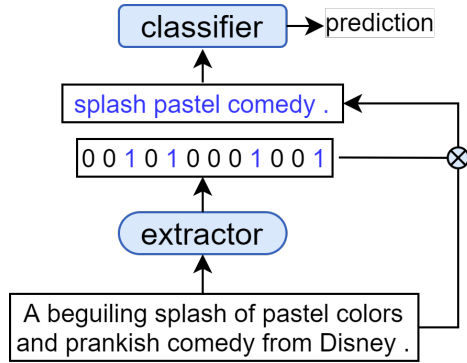 classifier
prediction
splash pastel comedy .
0 0 1 0 1 0 0 0 1 0 0 1
extractor
A beguiling splash of pastel colors
and prankish comedy from Disney .